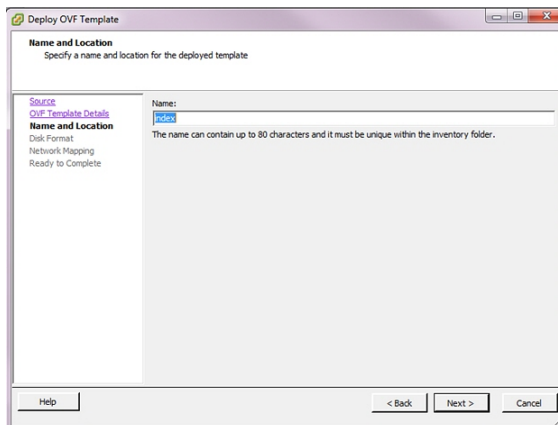 Deploy OVF Template
Name and Location
Specify a name and location for the deployed template
Source
OVF Template Details
Name and Location
Disk Format
Network Mapping
Ready to Complete
Name:
index
The name can contain up to 80 characters and it must be unique within the inventory folder.
Help
< Back
Next >
Cancel